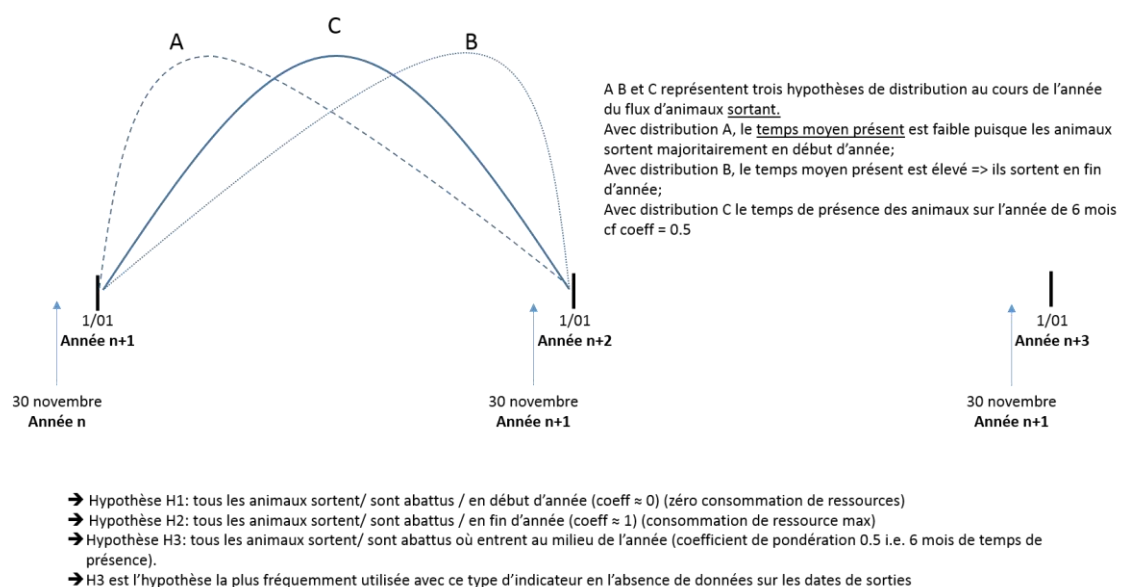 A
C
B
A B et C représentent trois hypothèses de distribution au cours de l'année
du flux d'animaux sortant.
Avec distribution A, le temps moyen présent est faible puisque les animaux
sortent majoritairement en début d'année;
Avec distribution B, le temps moyen présent est élevé => ils sortent en fin
d'année;
Avec distribution C le temps de présence des animaux sur l'année de 6 mois
cf coeff = 0.5
1/01
Année n+1
1/01
Année n+2
1/01
Année n+3
30 novembre
Année n
30 novembre
Année n+1
30 novembre
Année n+1
➔ Hypothèse H1: tous les animaux sortent/ sont abattus / en début d'année (coeff ≈ 0) (zéro consommation de ressources)
➔ Hypothèse H2: tous les animaux sortent/ sont abattus / en fin d'année (coeff ≈ 1) (consommation de ressource max)
➔ Hypothèse H3: tous les animaux sortent/ sont abattus où entrent au milieu de l'année (coefficient de pondération 0.5 i.e. 6 mois de temps de
présence).
➔ H3 est l'hypothèse la plus fréquemment utilisée avec ce type d'indicateur en l'absence de données sur les dates de sorties